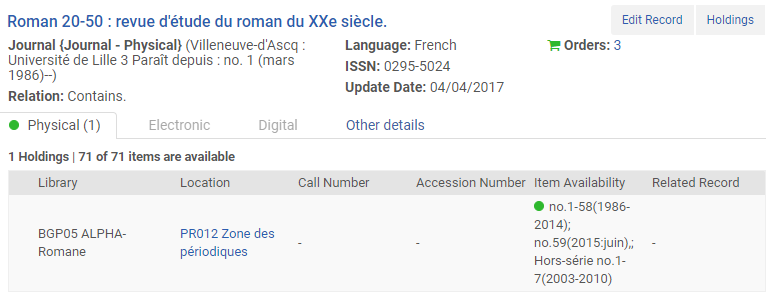 Roman 20-50 : revue d'étude du roman du XXe siècle.
Edit Record
Holdings
Journal {Journal - Physical} (Villeneuve-d'Ascq :
Université de Lille 3 Paraît depuis : no. 1 (mars
1986)--)
Relation: Contains.
Language: French
ISSN: 0295-5024
Update Date: 04/04/2017
Orders: 3
Physical (1)
Electronic
Digital
Other details
1 Holdings | 71 of 71 items are available
Library Location Call Number Accession Number Item Availability Related Record
BGP05 ALPHA-
Romane
PR012 Zone des
périodiques
-
-
no.1-58(1986-
2014);
no.59(2015:juin),;
Hors-série no.1-
7(2003-2010)
-